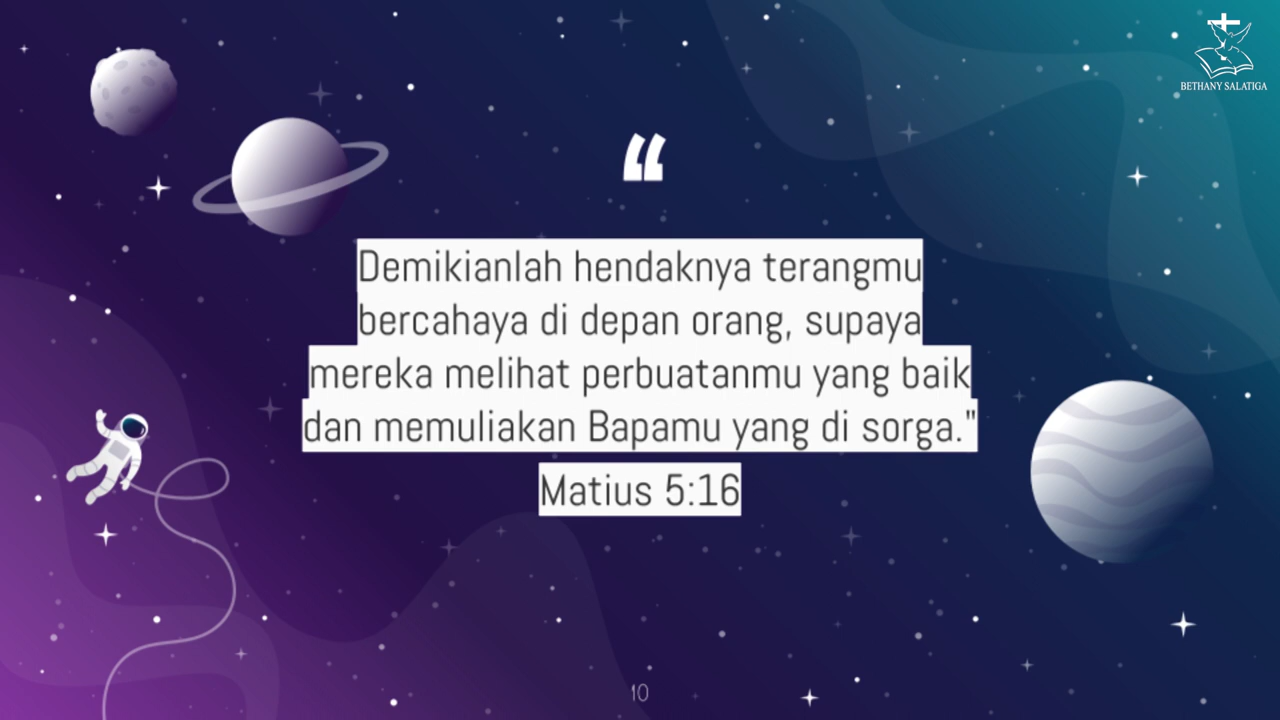 BETHANY SALATIGA
“
Demikianlah hendaknya terangmu
bercahaya di depan orang, supaya
mereka melihat perbuatanmu yang baik
dan memuliakan Bapamu yang di sorga."
Matius 5:16
10